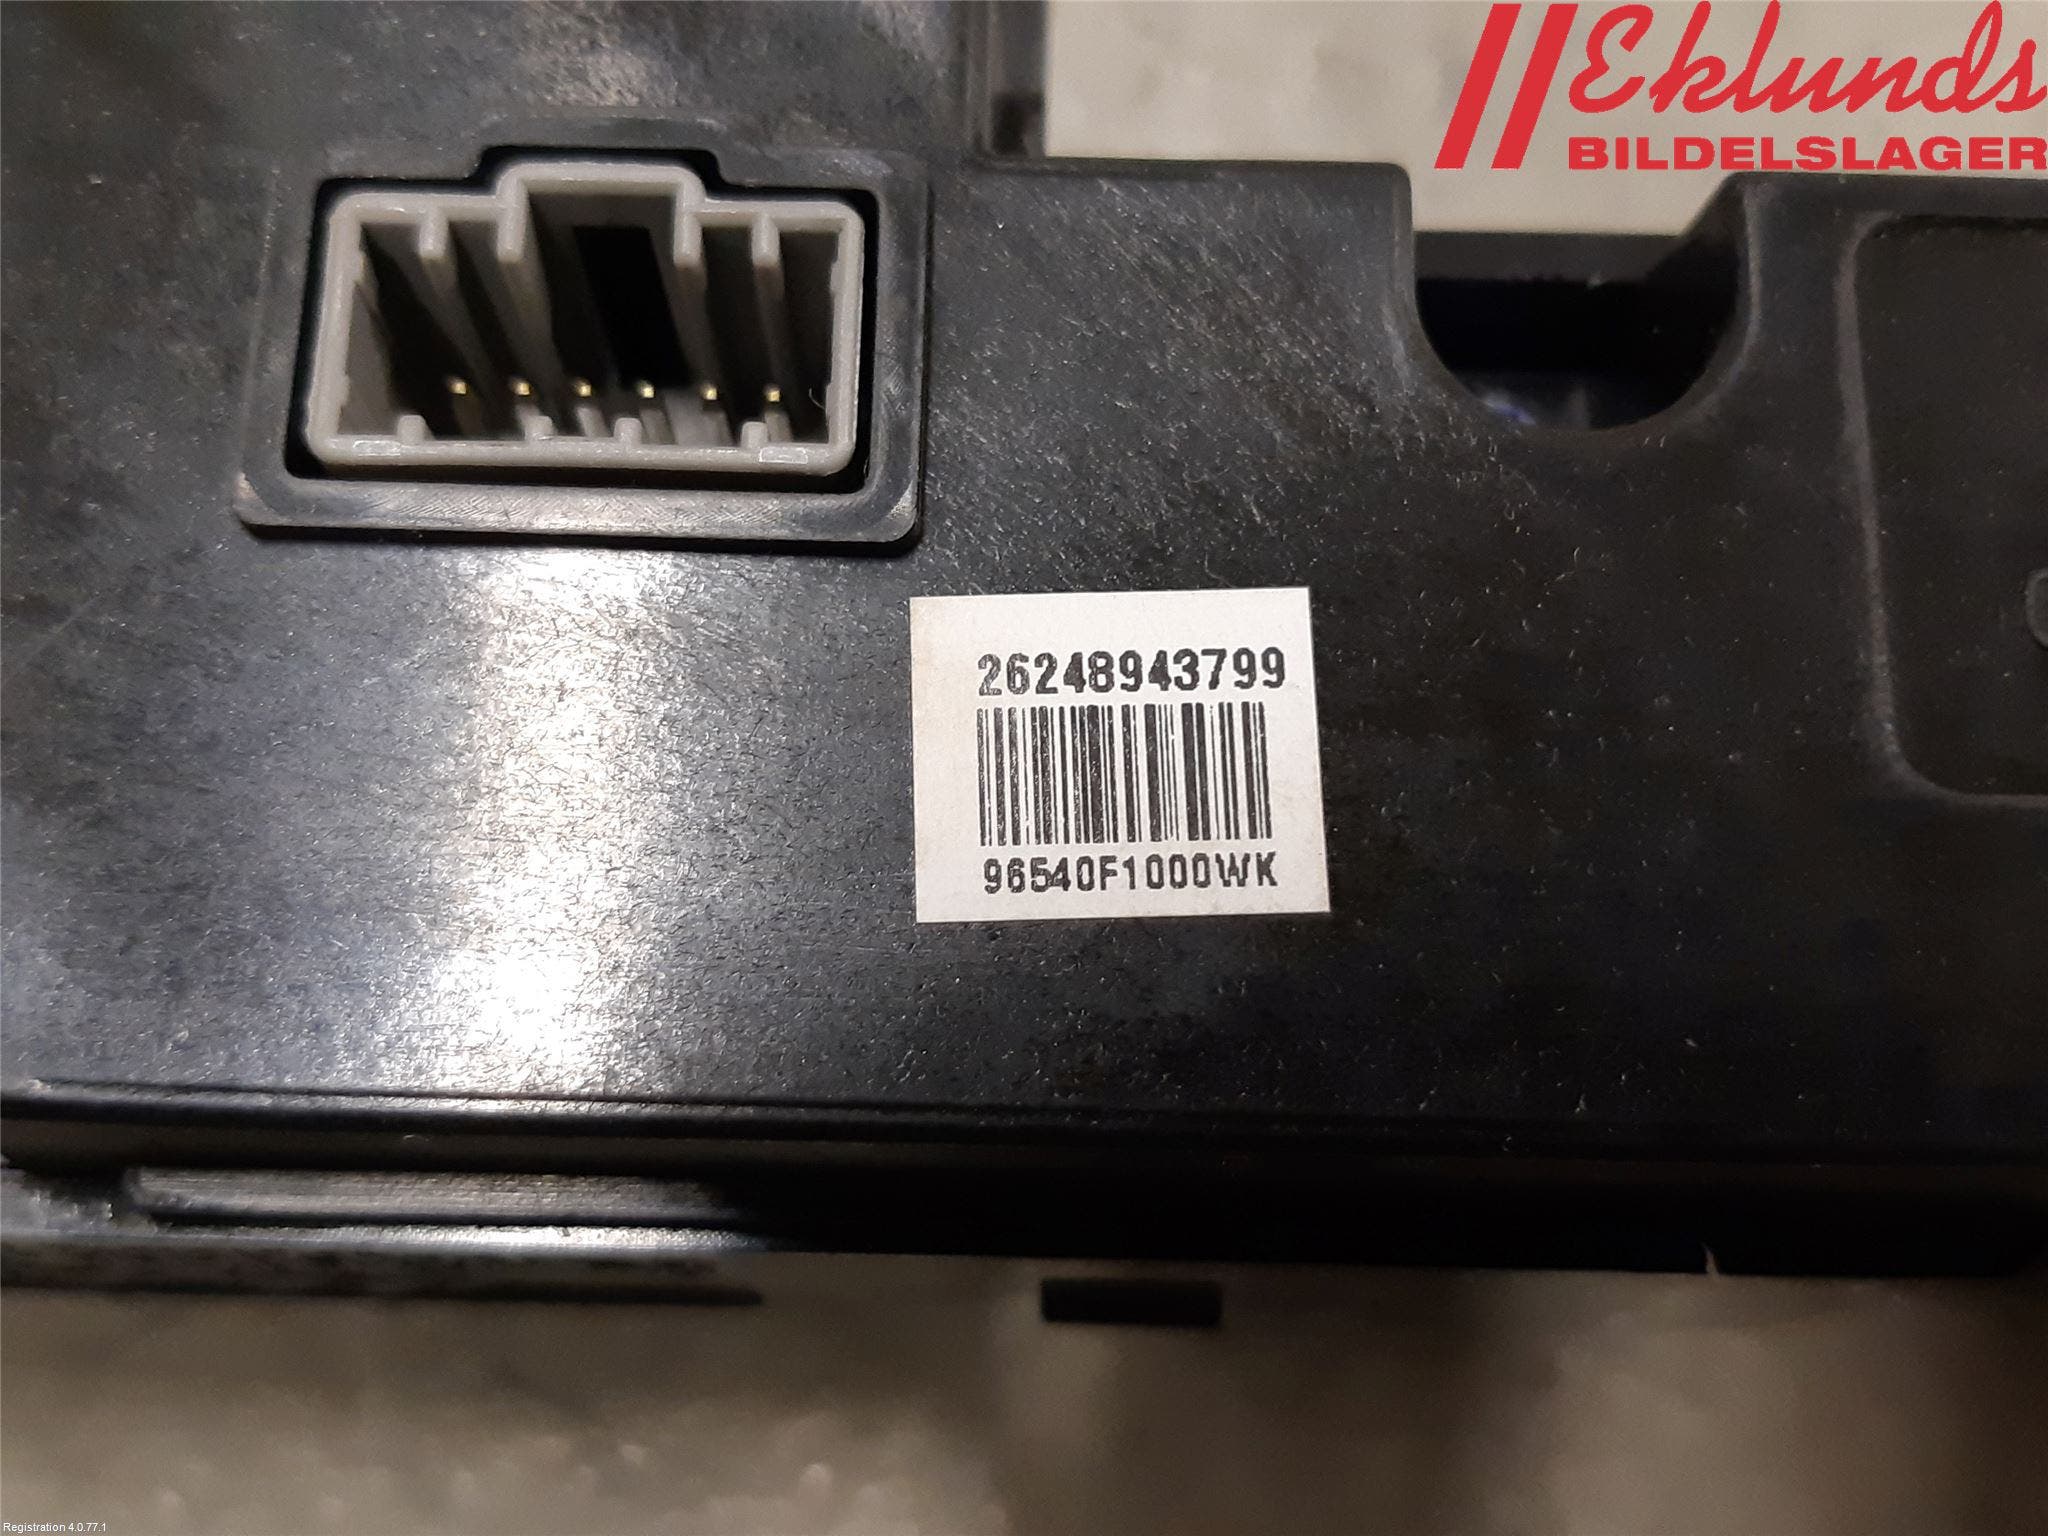 Eklunds
BILDELSLAGER
26248943799
96540F1000WK
Registration 4.0.77.1